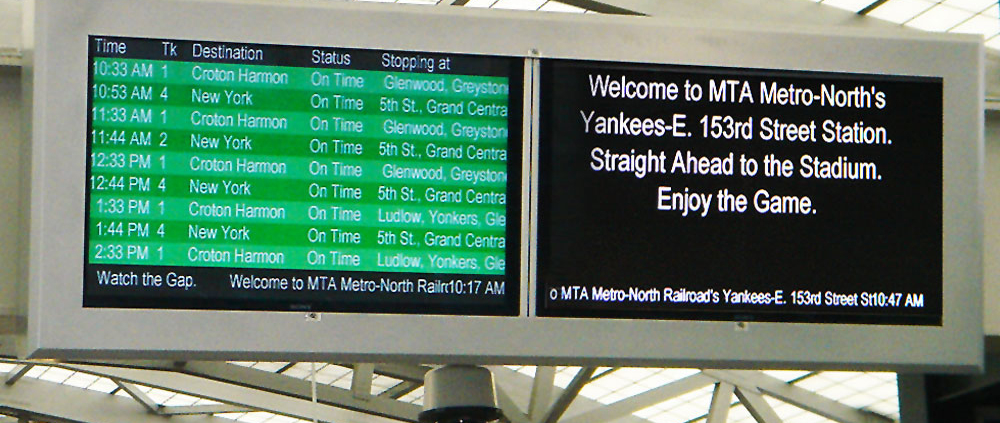 Time Tk Destination Status Stopping at
10:33 AM 1 Croton Harmon On Time Glenwood, Greyston
10:53 AM 4 New York On Time 5th St., Grand Centra
11:33 AM 1 Croton Harmon On Time Glenwood, Greyston
11:44 AM 2 New York On Time 5th St., Grand Centra
12:33 PM 1 Croton Harmon On Time Glenwood, Greyston
12:44 PM 4 New York On Time 5th St., Grand Centra
1:33 PM 1 Croton Harmon On Time Ludlow, Yonkers, Gle
1:44 PM 4 New York On Time 5th St., Grand Centra
2:33 PM 1 Croton Harmon On Time Ludlow, Yonkers, Gle
Watch the Gap. Welcome to MTA Metro-North Railr10:17 AM
Welcome to MTA Metro-North's
Yankees-E. 153rd Street Station.
Straight Ahead to the Stadium.
Enjoy the Game.
o MTA Metro-North Railroad's Yankees-E. 153rd Street St10:47 AM